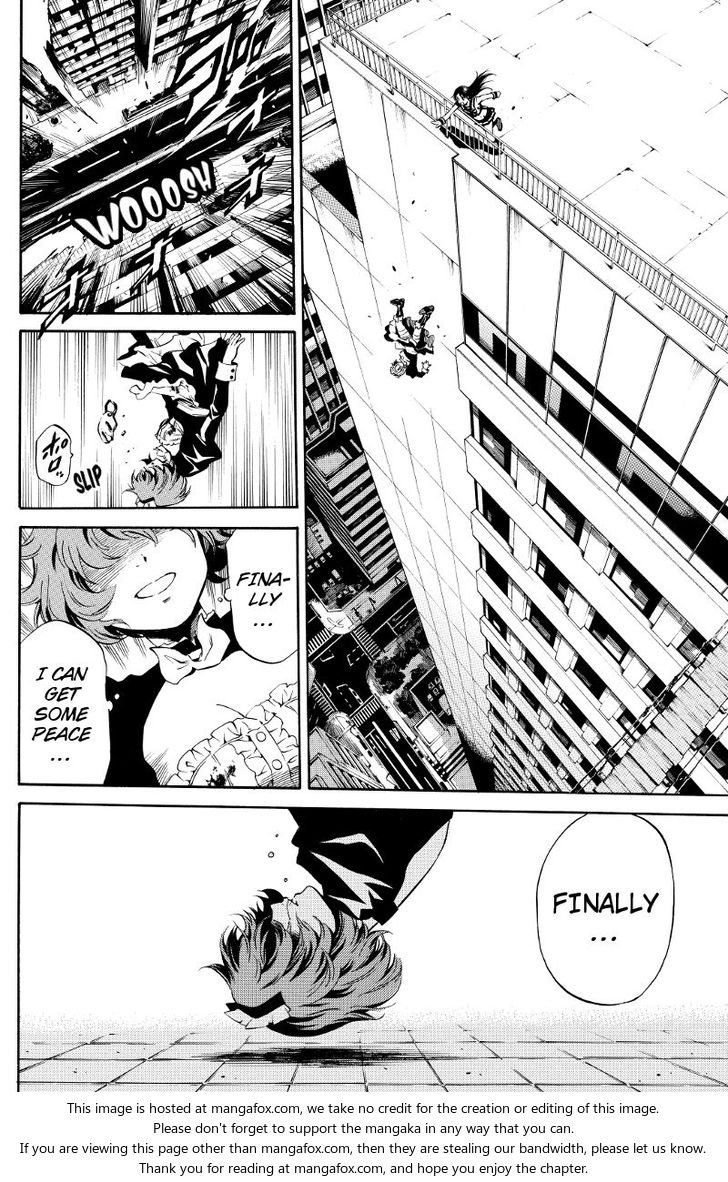 WOOOSH
ポロ
SLIP
FINA-
LLY
...
I CAN
GET
SOME
PEACE
...
FINALLY
...
This image is hosted at mangafox.com, we take no credit for the creation or editing of this image.
Please don't forget to support the mangaka in any way that you can.
If you are viewing this page other than mangafox.com, then they are stealing our bandwidth, please let us know.
Thank you for reading at mangafox.com, and hope you enjoy the chapter.